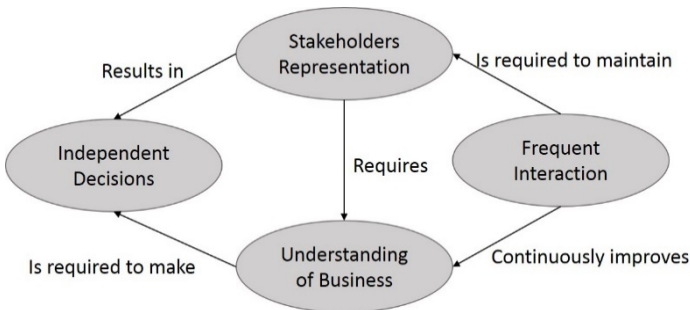 Stakeholders
Representation
Results in
Is required to maintain
Independent
Decisions
Requires
Frequent
Interaction
Is required to make
Understanding
of Business
Continuously improves